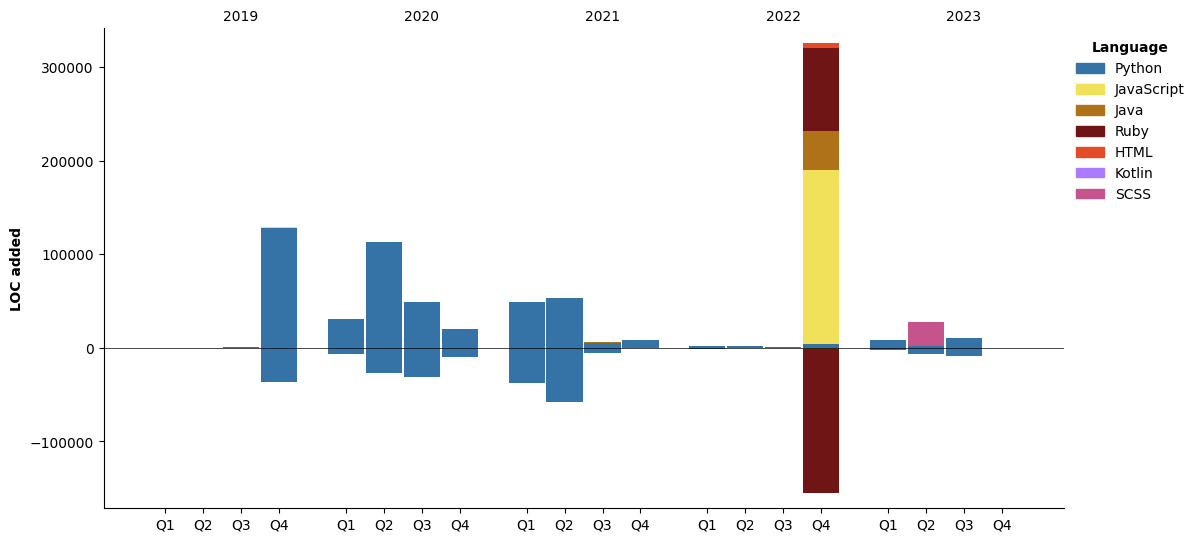 2019 2020 2021 2022 2023
Language
Python
JavaScript
Java
Ruby
HTML
Kotlin
SCSS
LOC added
300000
200000
100000
0
−100000
Q1 Q2 Q3 Q4 Q1 Q2 Q3 Q4 Q1 Q2 Q3 Q4 Q1 Q2 Q3 Q4 Q1 Q2 Q3 Q4